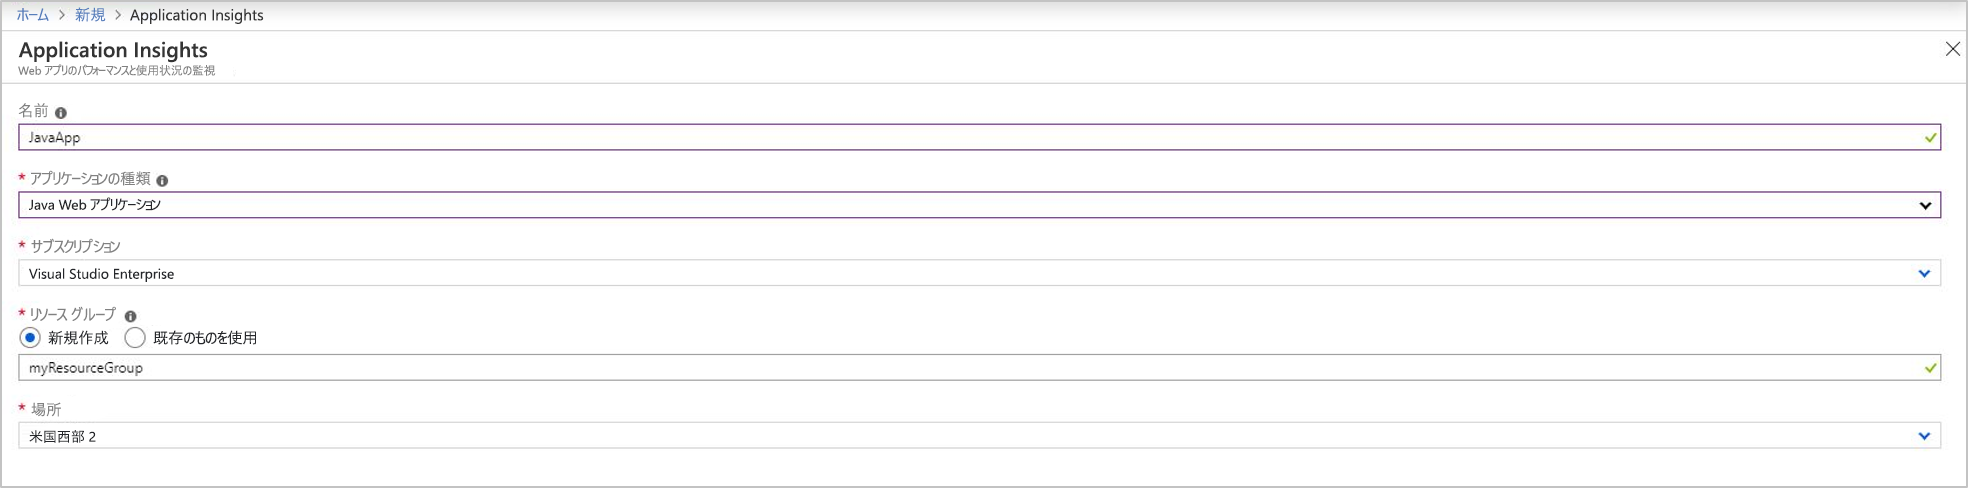 ホーム > 新規 > Application Insights
Application Insights
Web アプリのパフォーマンスと使用状況の監視
名前
JavaApp
* アプリケーションの種類
Java Web アプリケーション
* サブスクリプション
Visual Studio Enterprise
* リソース グループ
新規作成 既存のものを使用
myResourceGroup
* 場所
米国西部 2